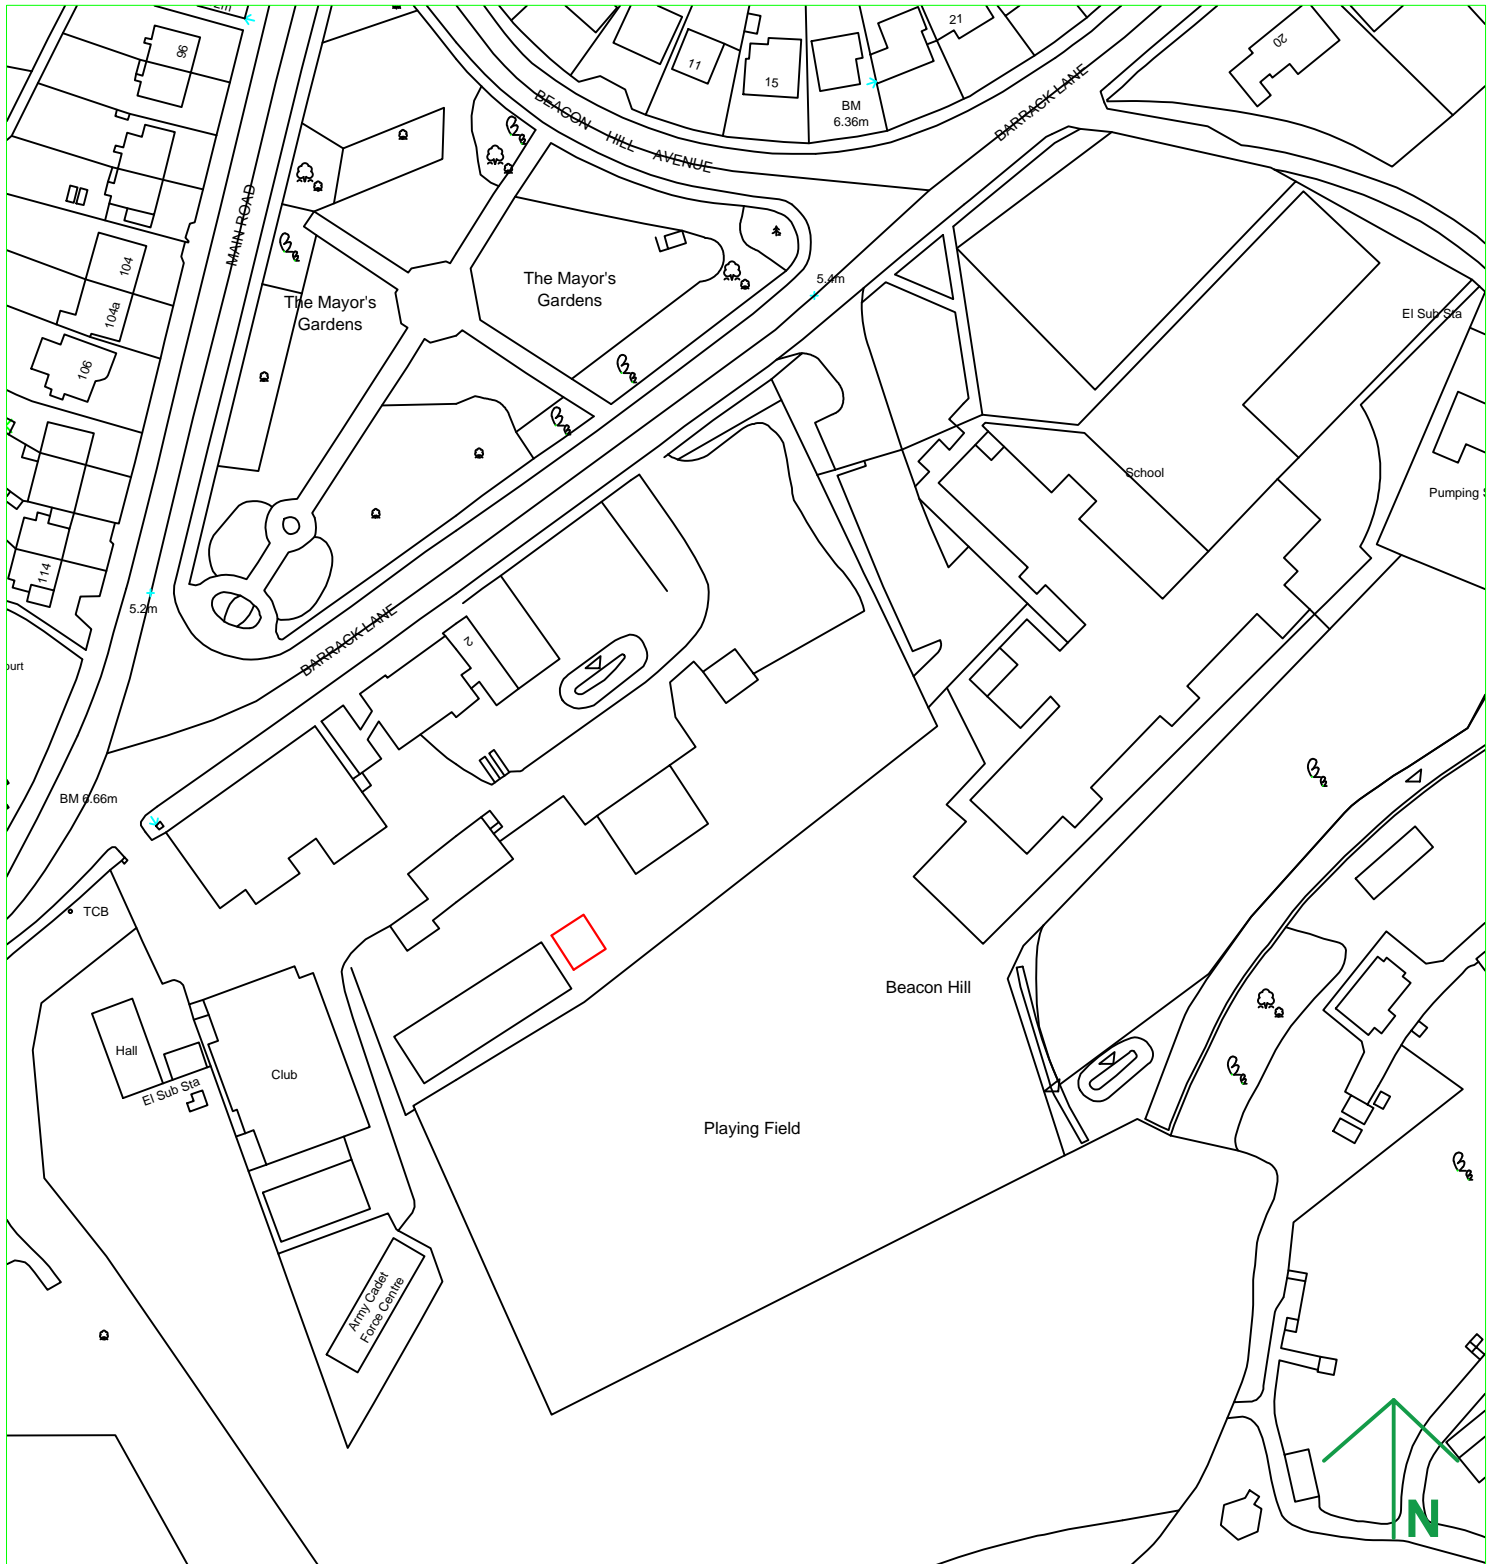 96
11
15
21
20
BM
6.36m
BEACON HILL AVENUE
BARRACK LANE
MAIN ROAD
104
104a
106
114
The Mayor's
Gardens
The Mayor's
Gardens
5.4m
El Sub Sta
School
Pumping
5.2m
BARRACK LANE
2
BM 6.66m
TCB
Hall
El Sub Sta
Club
Beacon Hill
Playing Field
Army Cadet
Force Centre
N